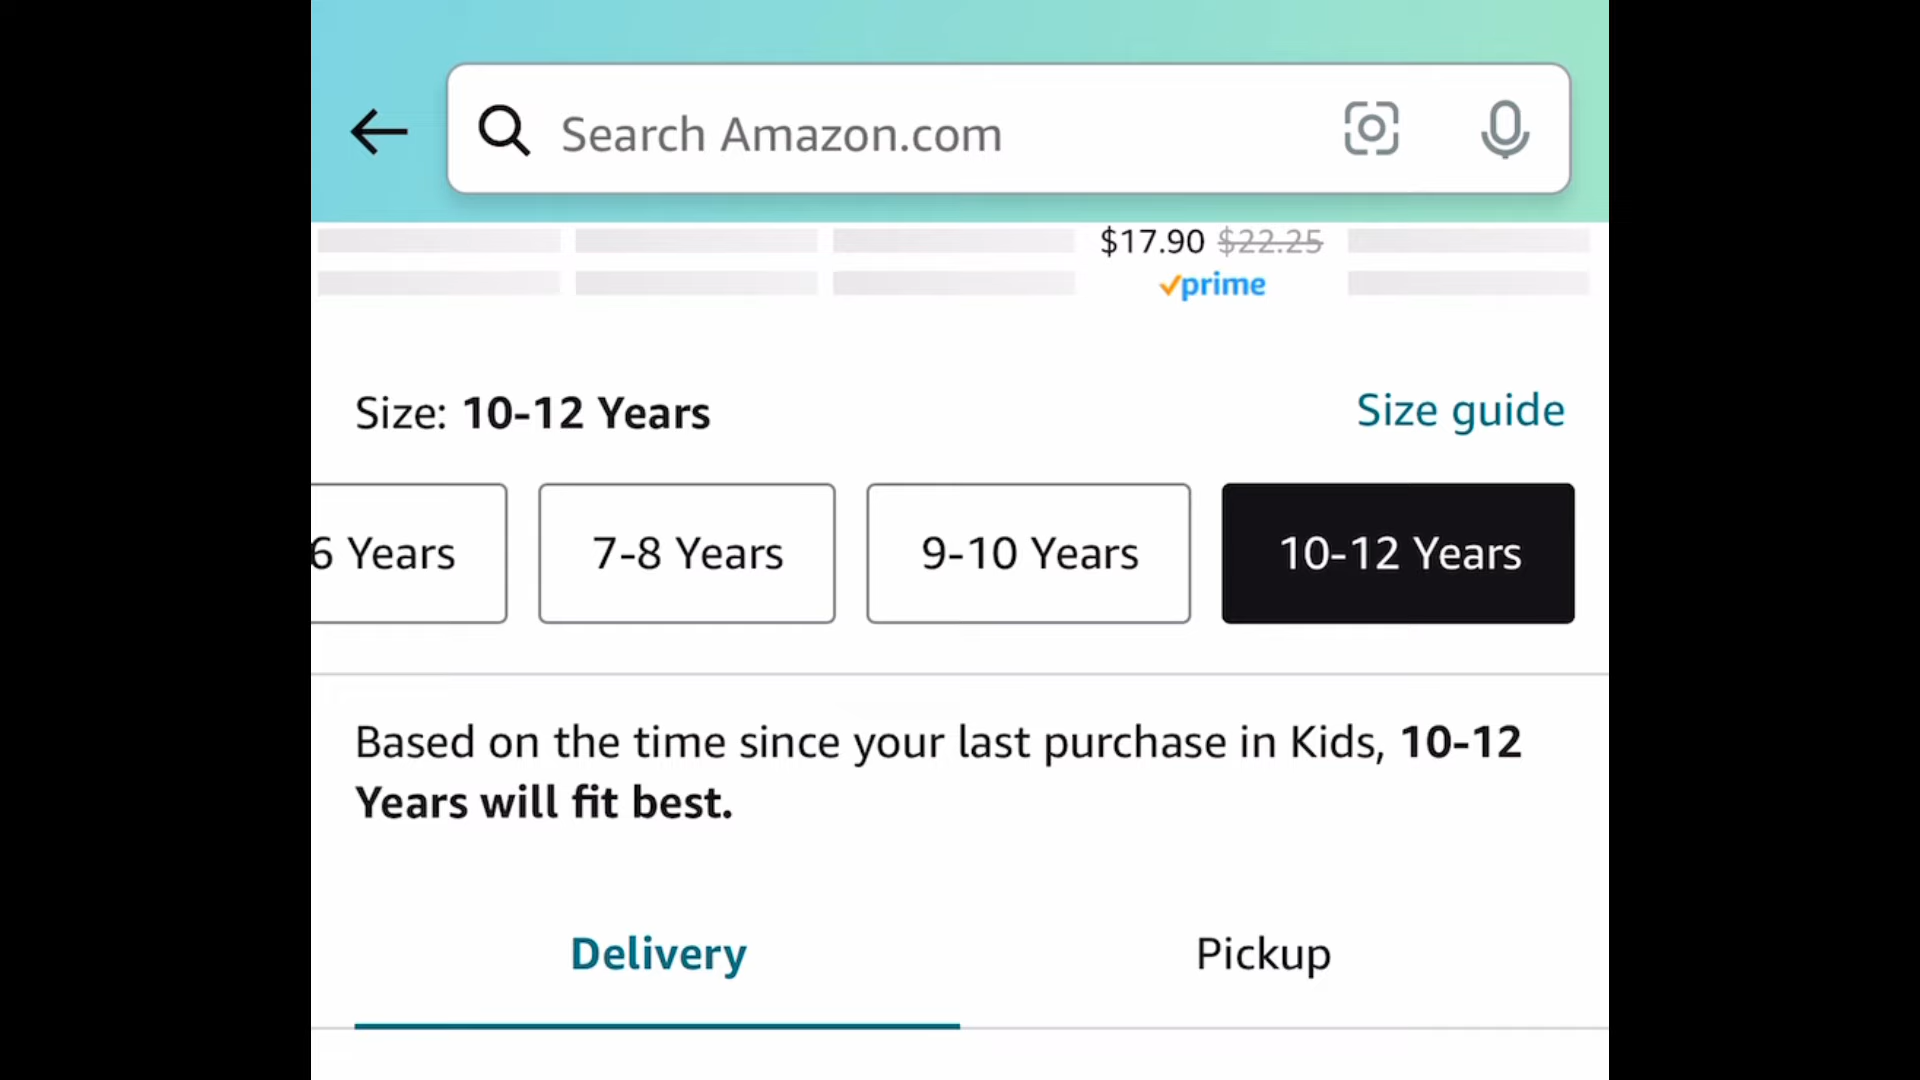 Search Amazon.com
$17.90 $22.25
prime
Size: 10-12 Years
Size guide
6 Years
7-8 Years
9-10 Years
10-12 Years
Based on the time since your last purchase in Kids, 10-12
Years will fit best.
Delivery
Pickup